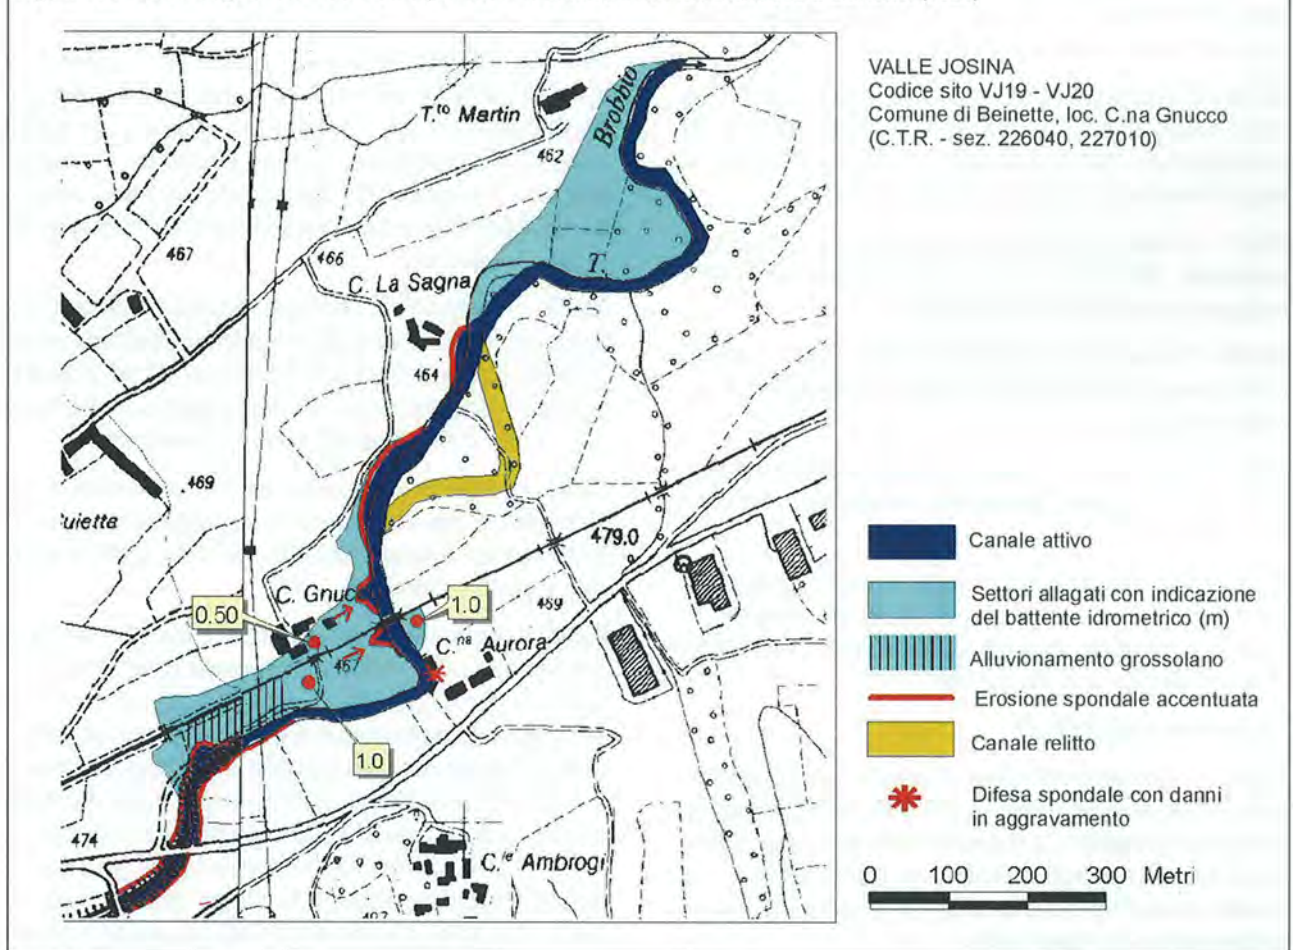 VALLE JOSINA
Codice sito VJ19 - VJ20
Comune di Beinette, loc. C.na Gnucco
(C.T.R. - sez. 226040, 227010)
T.to Martin
Brobbio
462
467
466
C. La Sagna
T.
464
469
uietta
479.0
C. Gnucc
0.50
1.0
469
C.na Aurora
467
1.0
474
C.le Ambrogi
Canale attivo
Settori allagati con indicazione
del battente idrometrico (m)
Alluvionamento grossolano
Erosione spondale accentuata
Canale relitto
Difesa spondale con danni
in aggravamento
0 100 200 300 Metri